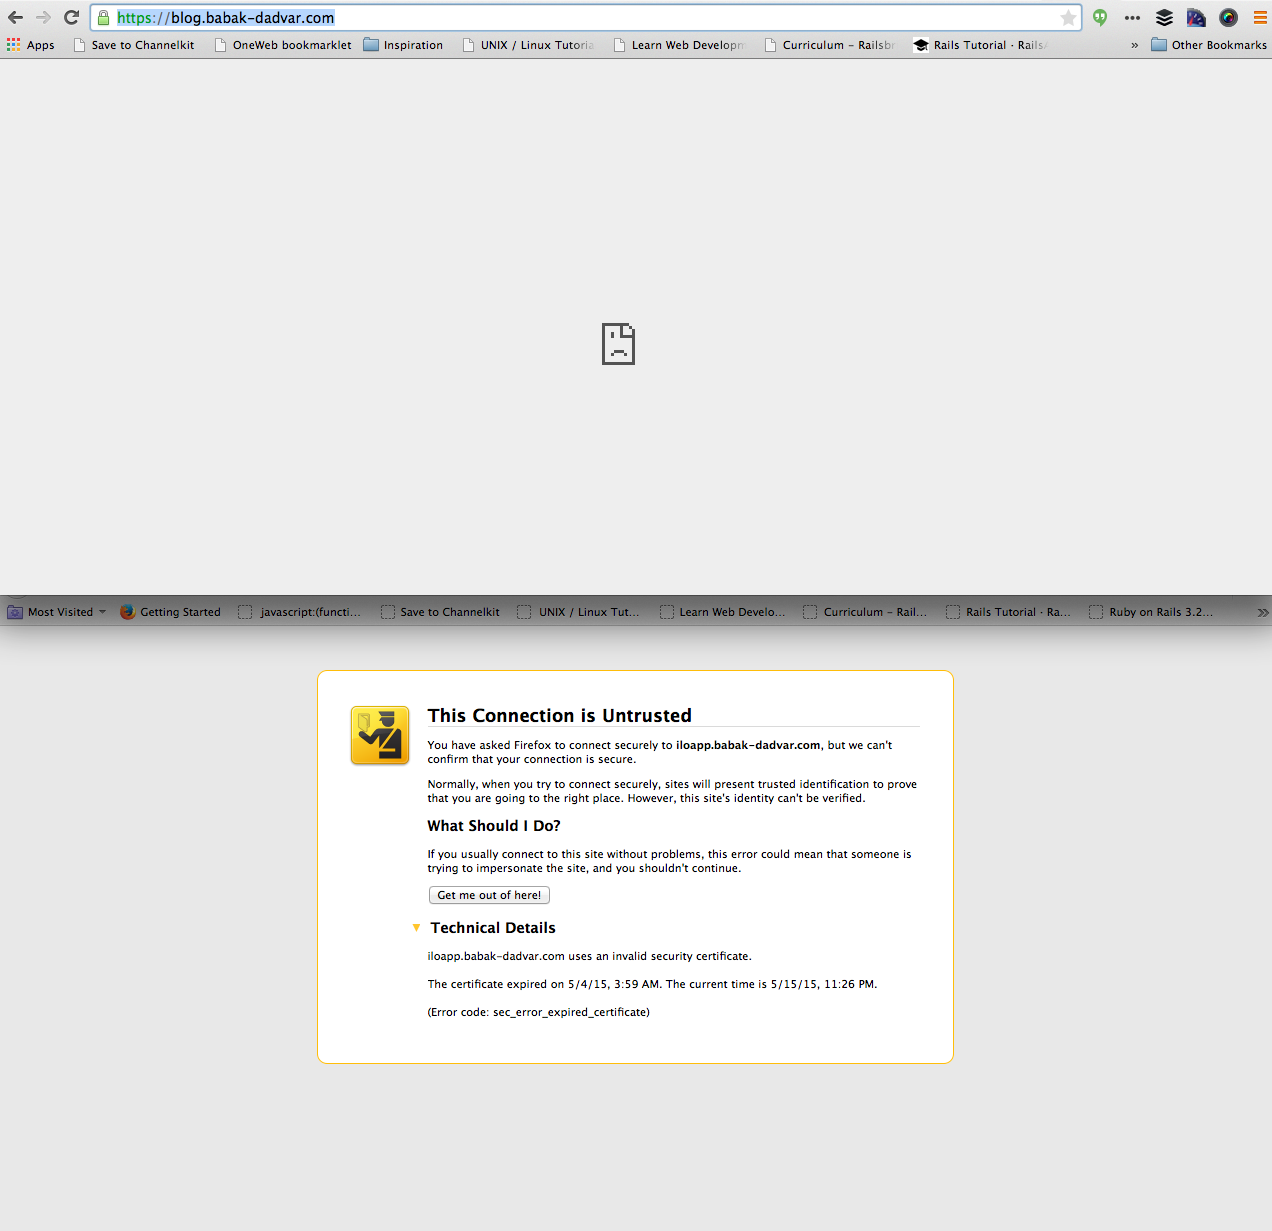 https://blog.babak-dadvar.com
Apps Save to Channelkit OneWeb bookmarklet Inspiration UNIX / Linux Tutoria Learn Web Developm Curriculum – Railsbr Rails Tutorial · RailsA » Other Bookmarks
Most Visited Getting Started javascript:(functi... Save to Channelkit UNIX / Linux Tut... Learn Web Develo... Curriculum – Rail... Rails Tutorial · Ra... Ruby on Rails 3.2... »
This Connection is Untrusted
You have asked Firefox to connect securely to iloapp.babak-dadvar.com, but we can't
confirm that your connection is secure.
Normally, when you try to connect securely, sites will present trusted identification to prove
that you are going to the right place. However, this site's identity can't be verified.
What Should I Do?
If you usually connect to this site without problems, this error could mean that someone is
trying to impersonate the site, and you shouldn't continue.
Get me out of here!
Technical Details
iloapp.babak-dadvar.com uses an invalid security certificate.
The certificate expired on 5/4/15, 3:59 AM. The current time is 5/15/15, 11:26 PM.
(Error code: sec_error_expired_certificate)